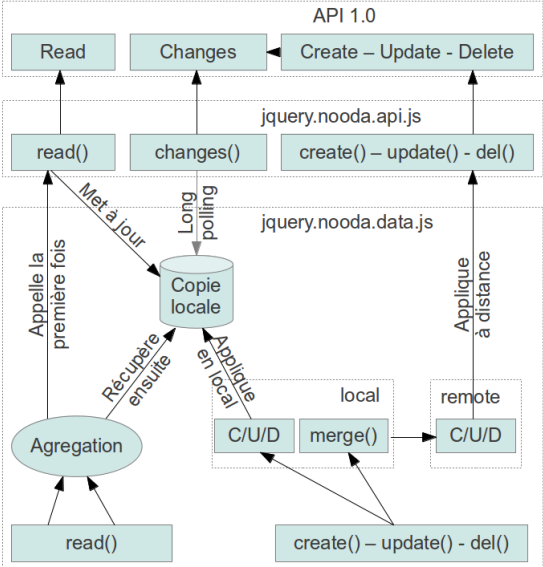 API 1.0
Read
Changes
Create – Update - Delete
jquery.nooda.api.js
read()
changes()
create() – update() - del()
jquery.nooda.data.js
Met à jour
Long
polling
Appelle la
première fois
Copie
locale
Applique
à distance
Récupère
ensuite
Applique
en local
local
remote
Agregation
C/U/D
merge()
C/U/D
read()
create() – update() - del()